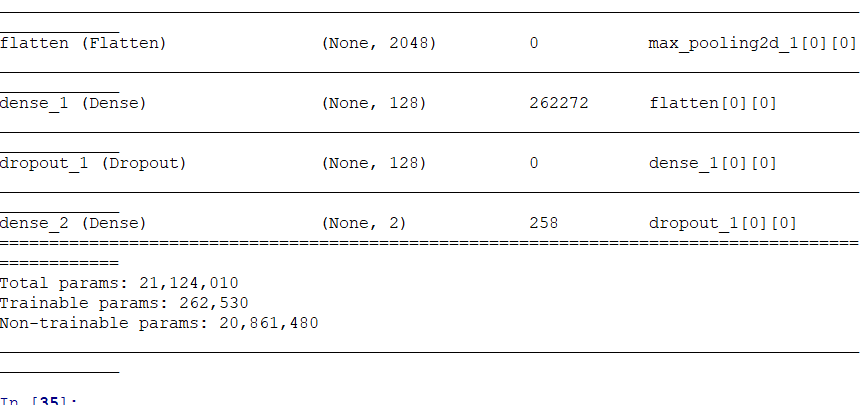 flatten (Flatten) (None, 2048) 0 max_pooling2d_1[0][0]
dense_1 (Dense) (None, 128) 262272 flatten[0][0]
dropout_1 (Dropout) (None, 128) 0 dense_1[0][0]
dense_2 (Dense) (None, 2) 258 dropout_1[0][0]
Total params: 21,124,010
Trainable params: 262,530
Non-trainable params: 20,861,480
In [35]: